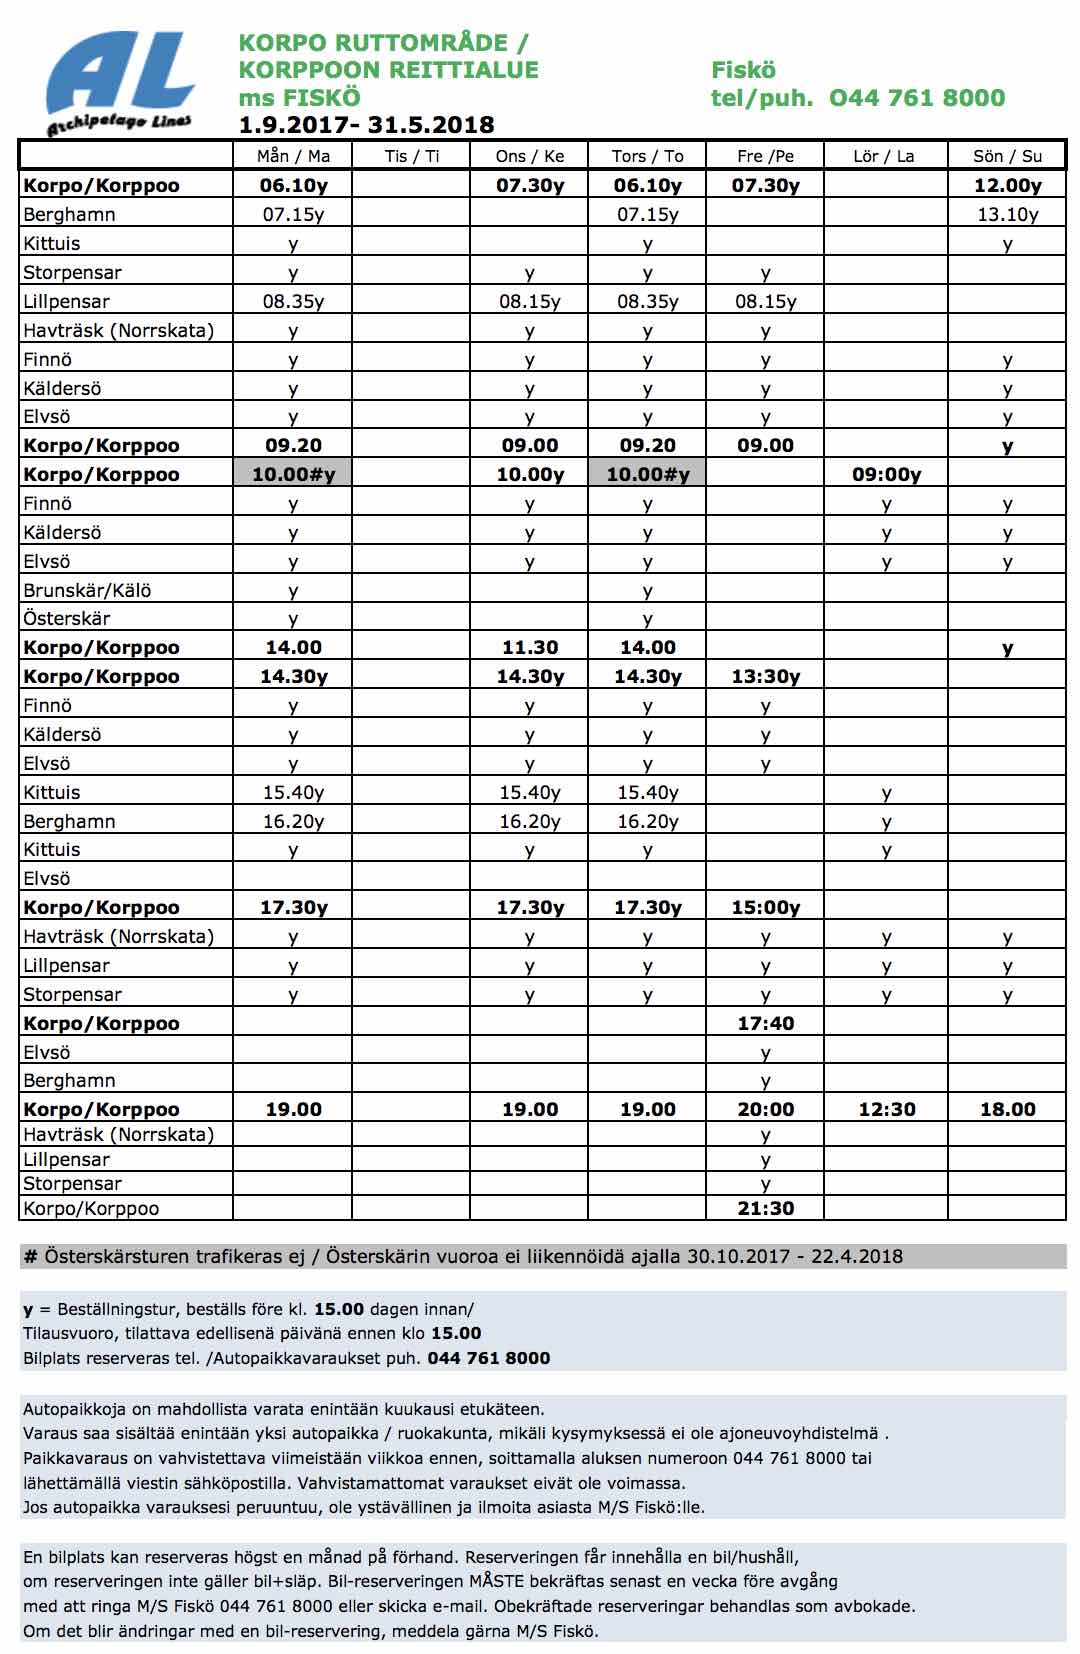 AL
Archipelago Lines
KORPO RUTTOMRÅDE /
KORPPOON REITTIALUE Fiskö
ms FISKÖ tel/puh. O44 761 8000
1.9.2017- 31.5.2018
Mån / Ma Tis / Ti Ons / Ke Tors / To Fre /Pe Lör / La Sön / Su
Korpo/Korppoo 06.10y 07.30y 06.10y 07.30y 12.00y
Berghamn 07.15y 07.15y 13.10y
Kittuis y y y
Storpensar y y y y
Lillpensar 08.35y 08.15y 08.35y 08.15y
Havträsk (Norrskata) y y y y
Finnö y y y y y
Käldersö y y y y y
Elvsö y y y y y
Korpo/Korppoo 09.20 09.00 09.20 09.00 y
Korpo/Korppoo 10.00#y 10.00y 10.00#y 09:00y
Finnö y y y y y
Käldersö y y y y y
Elvsö y y y y y
Brunskär/Kälö y y
Österskär y y
Korpo/Korppoo 14.00 11.30 14.00 y
Korpo/Korppoo 14.30y 14.30y 14.30y 13:30y
Finnö y y y y
Käldersö y y y y
Elvsö y y y y
Kittuis 15.40y 15.40y 15.40y y
Berghamn 16.20y 16.20y 16.20y y
Kittuis y y y y
Elvsö
Korpo/Korppoo 17.30y 17.30y 17.30y 15:00y
Havträsk (Norrskata) y y y y y y
Lillpensar y y y y y y
Storpensar y y y y y y
Korpo/Korppoo 17:40
Elvsö y
Berghamn y
Korpo/Korppoo 19.00 19.00 19.00 20:00 12:30 18.00
Havträsk (Norrskata) y
Lillpensar y
Storpensar y
Korpo/Korppoo 21:30
# Österskärsturen trafikeras ej / Österskärin vuoroa ei liikennöidä ajalla 30.10.2017 - 22.4.2018
y = Beställningstur, beställs före kl. 15.00 dagen innan/
Tilausvuoro, tilattava edellisenä päivänä ennen klo 15.00
Bilplats reserveras tel. /Autopaikkavaraukset puh. 044 761 8000
Autopaikkoja on mahdollista varata enintään kuukausi etukäteen.
Varaus saa sisältää enintään yksi autopaikka / ruokakunta, mikäli kysymyksessä ei ole ajoneuvoyhdistelmä .
Paikkavaraus on vahvistettava viimeistään viikkoa ennen, soittamalla aluksen numeroon 044 761 8000 tai
lähettämällä viestin sähköpostilla. Vahvistamattomat varaukset eivät ole voimassa.
Jos autopaikka varauksesi peruuntuu, ole ystävällinen ja ilmoita asiasta M/S Fiskö:lle.
En bilplats kan reserveras högst en månad på förhand. Reserveringen får innehålla en bil/hushåll,
om reserveringen inte gäller bil+släp. Bil-reserveringen MÅSTE bekräftas senast en vecka före avgång
med att ringa M/S Fiskö 044 761 8000 eller skicka e-mail. Obekräftade reserveringar behandlas som avbokade.
Om det blir ändringar med en bil-reservering, meddela gärna M/S Fiskö.